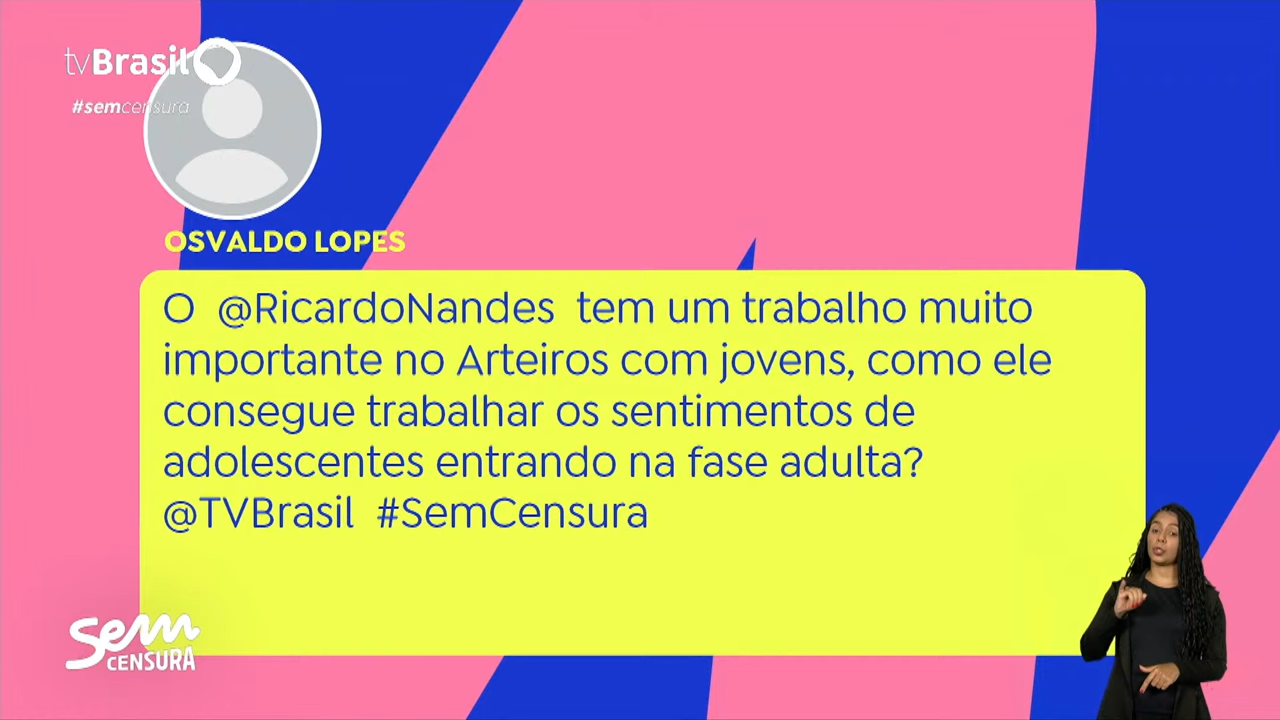 tvBrasil
#semcensura
OSVALDO LOPES
O @RicardoNandes tem um trabalho muito
importante no Arteiros com jovens, como ele
consegue trabalhar os sentimentos de
adolescentes entrando na fase adulta?
@TVBrasil #SemCensura
Sem
CENSURA